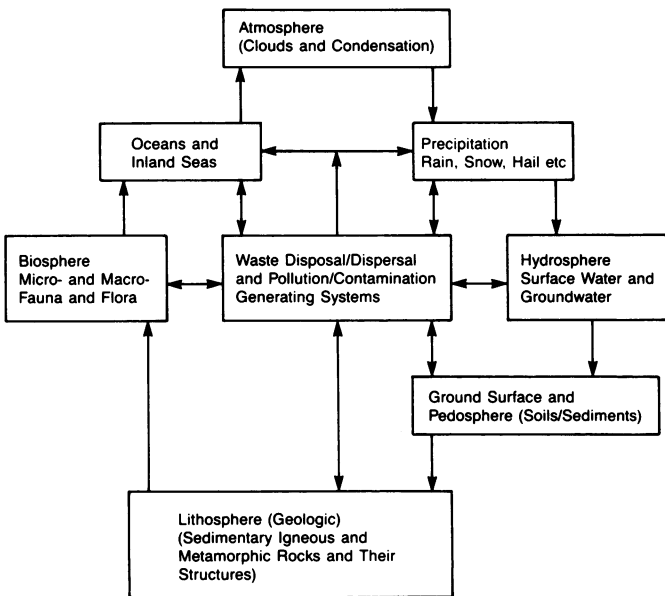 Atmosphere
(Clouds and Condensation)
Oceans and
Inland Seas
Precipitation
Rain, Snow, Hail etc
Biosphere
Micro- and Macro-
Fauna and Flora
Waste Disposal/Dispersal
and Pollution/Contamination
Generating Systems
Hydrosphere
Surface Water and
Groundwater
Ground Surface and
Pedosphere (Soils/Sediments)
Lithosphere (Geologic)
(Sedimentary Igneous and
Metamorphic Rocks and Their
Structures)